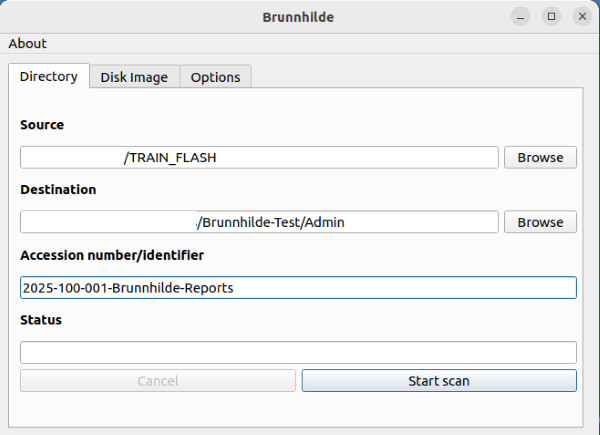 Brunnhilde
About
Directory Disk Image Options
Source
/TRAIN_FLASH Browse
Destination
/Brunnhilde-Test/Admin Browse
Accession number/identifier
2025-100-001-Brunnhilde-Reports
Status
Cancel Start scan